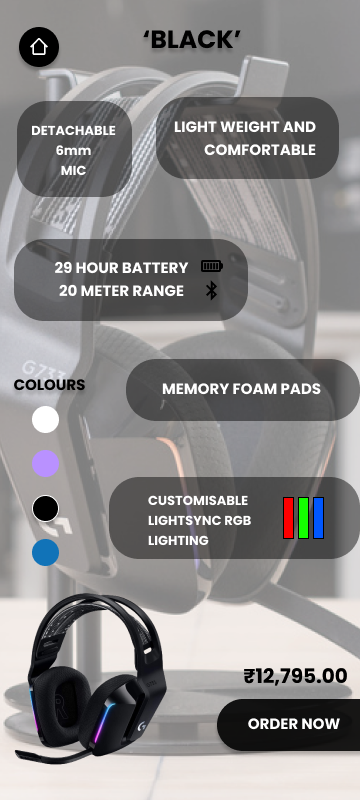 ‘BLACK’
DETACHABLE
6mm
MIC
LIGHT WEIGHT AND
COMFORTABLE
29 HOUR BATTERY
20 METER RANGE
G733
COLOURS
MEMORY FOAM PADS
CUSTOMISABLE
LIGHTSYNC RGB
LIGHTING
₹12,795.00
ORDER NOW